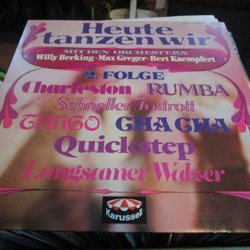 Heute
tanzen wir
MIT DEN ORCHESTERN
Willy Berking · Max Greger · Bert Kaempfert
2. FOLGE
Charleston RUMBA
Schneller Foxtrott
TANGO CHA CHA
Quickstep
Langsamer Walzer
Karussell